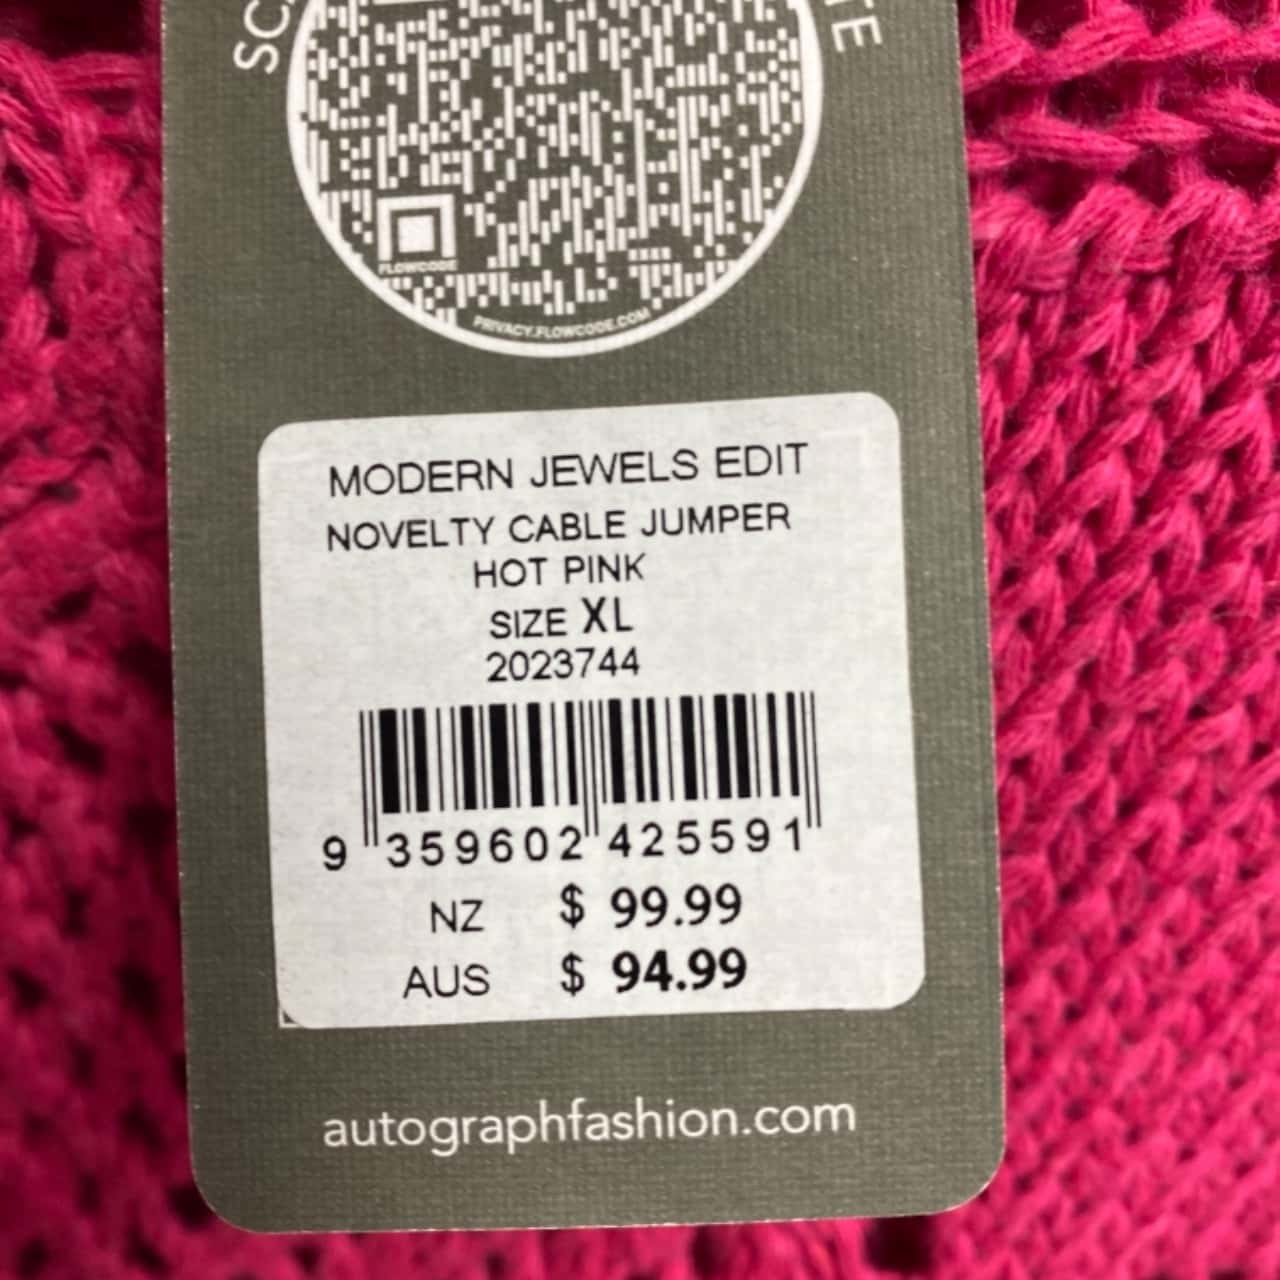 FLOWCODE
PRIVACY.FLOWCODE.COM
MODERN JEWELS EDIT
NOVELTY CABLE JUMPER
HOT PINK
SIZE XL
2023744
9 359602 425591
NZ $ 99.99
AUS $ 94.99
autographfashion.com